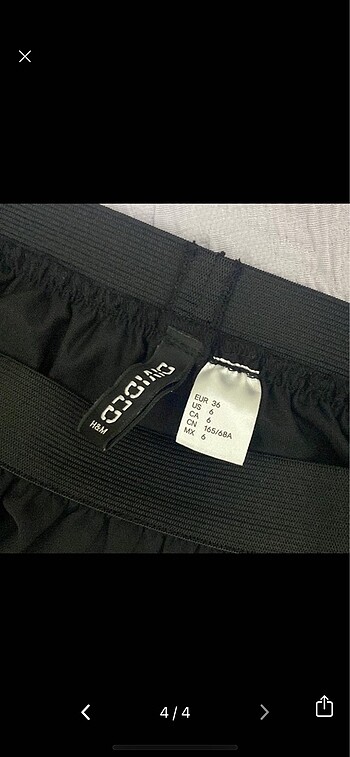 DIVIDED
H&M
EUR 36
US 6
CA 6
CN 165/68A
MX 6
4/4